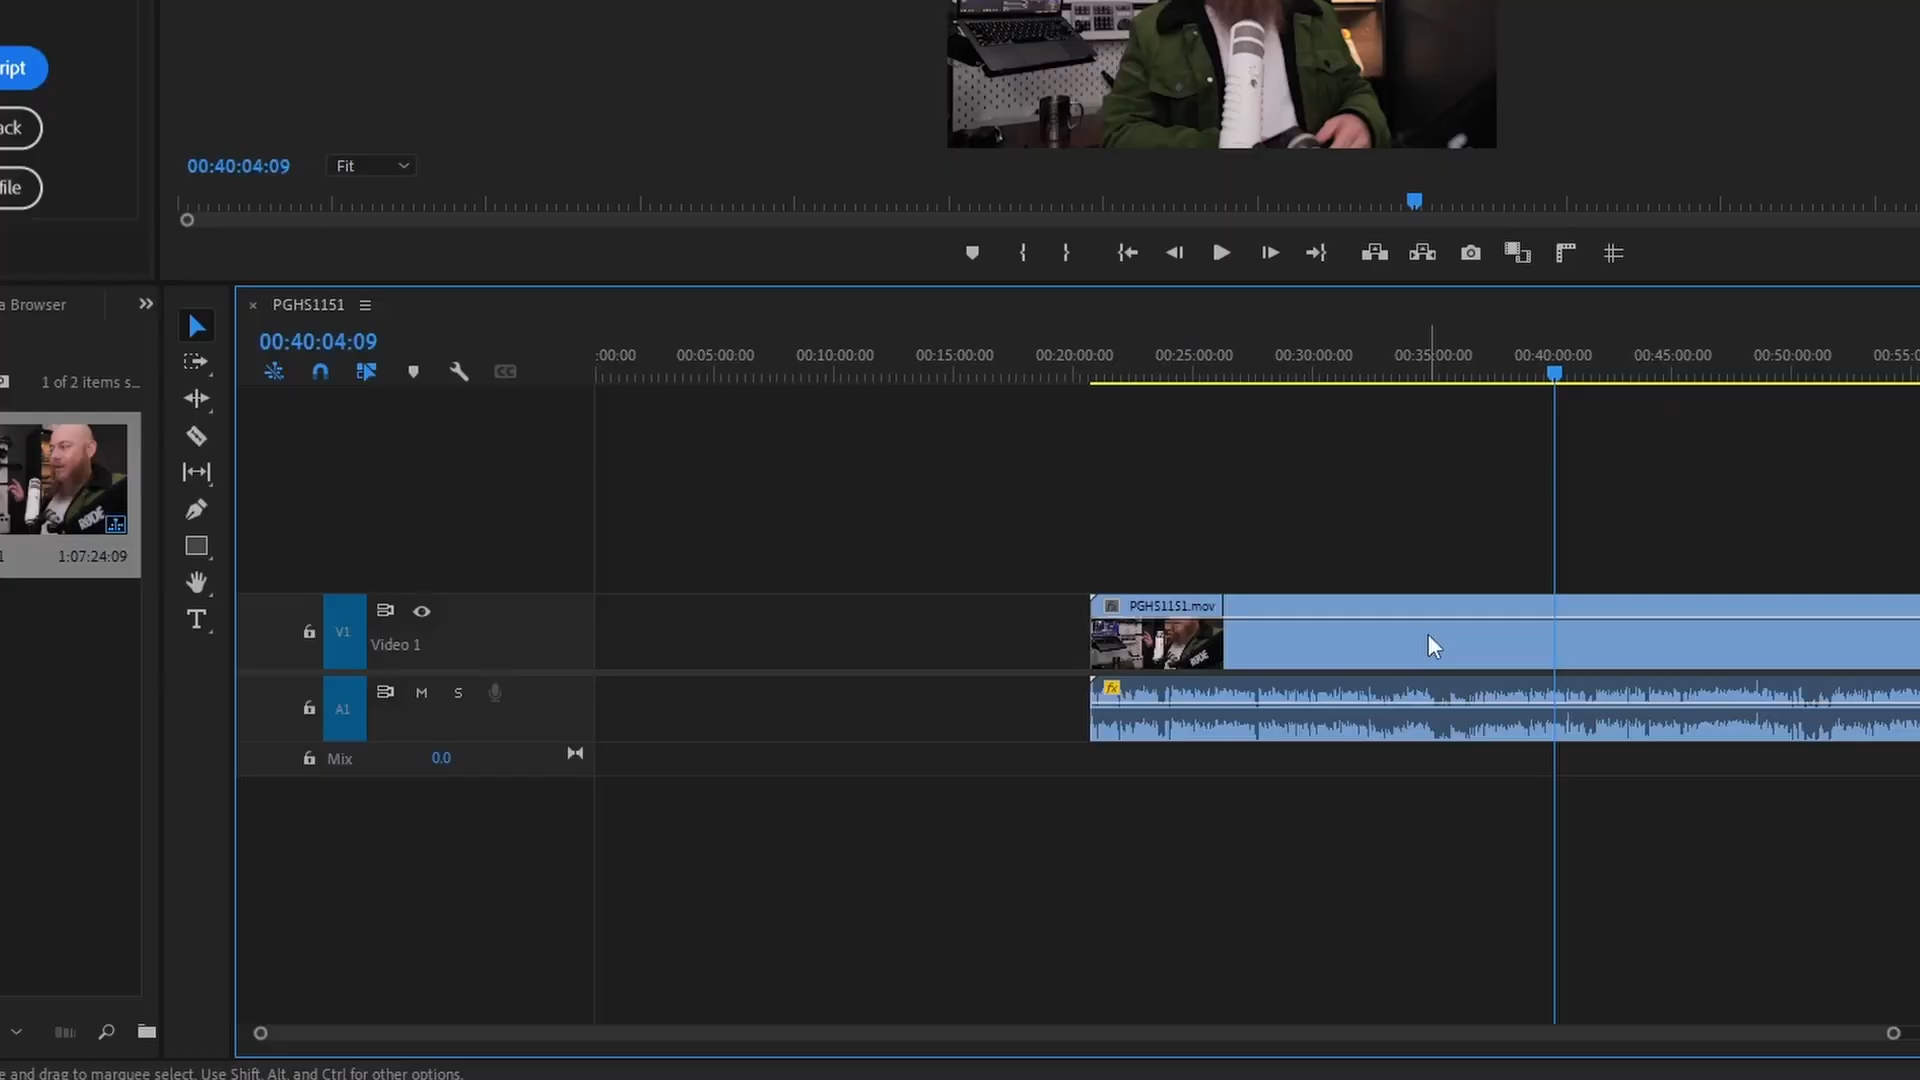 ript
ack
file
00:40:04:09
Fit
a Browser
PGHS1151
00:40:04:09
:00:00 00:05:00:00 00:10:00:00 00:15:00:00 00:20:00:00 00:25:00:00 00:30:00:00 00:35:00:00 00:40:00:00 00:45:00:00 00:50:00:00 00:55:0
1 of 2 items s...
RØDE
1 1:07:24:09
V1
Video 1
fx PGHS1151.mov
A1
M S
fx
Mix 0.0
e and drag to marquee select. Use Shift, Alt, and Ctrl for other options.